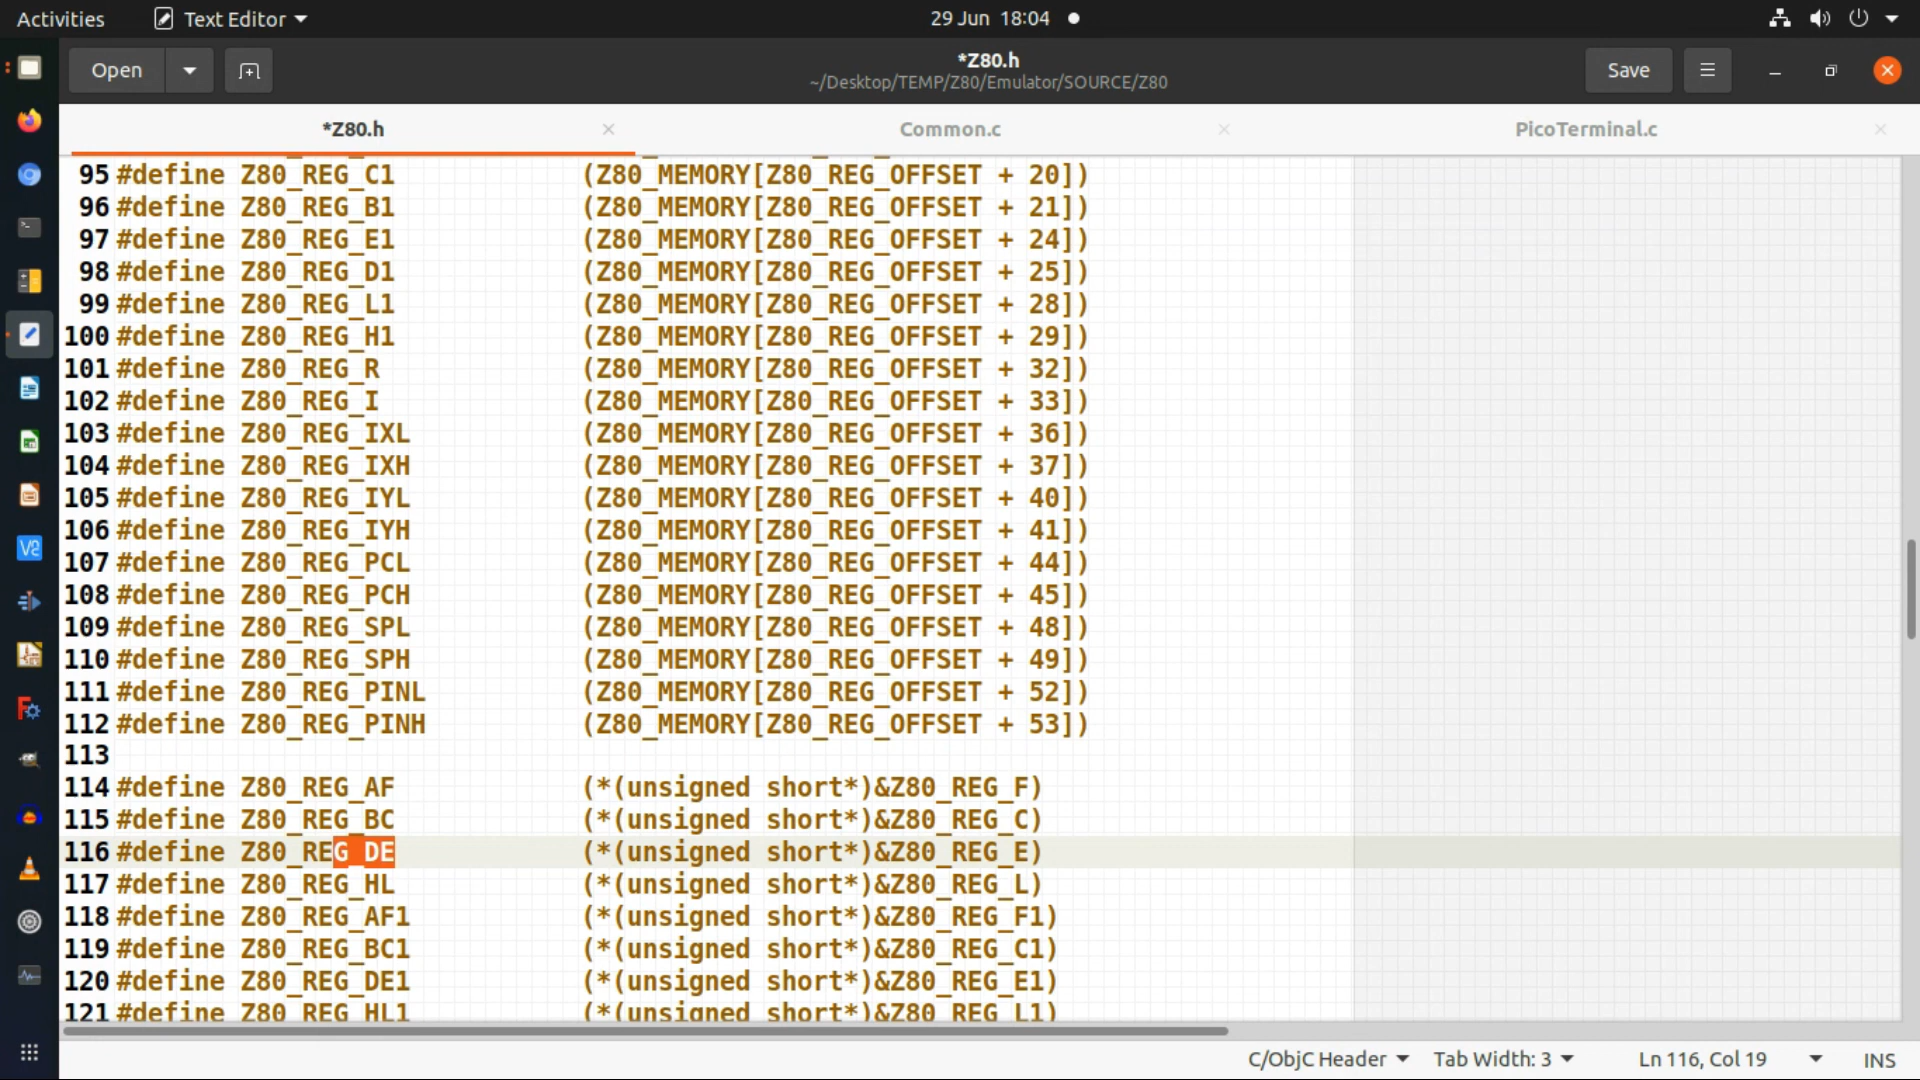 Activities
Text Editor
29 Jun 18:04
Open
*Z80.h
~/Desktop/TEMP/Z80/Emulator/SOURCE/Z80
Save
*Z80.h
Common.c
PicoTerminal.c
95 #define Z80_REG_C1 (Z80_MEMORY[Z80_REG_OFFSET + 20])
96 #define Z80_REG_B1 (Z80_MEMORY[Z80_REG_OFFSET + 21])
97 #define Z80_REG_E1 (Z80_MEMORY[Z80_REG_OFFSET + 24])
98 #define Z80_REG_D1 (Z80_MEMORY[Z80_REG_OFFSET + 25])
99 #define Z80_REG_L1 (Z80_MEMORY[Z80_REG_OFFSET + 28])
100 #define Z80_REG_H1 (Z80_MEMORY[Z80_REG_OFFSET + 29])
101 #define Z80_REG_R (Z80_MEMORY[Z80_REG_OFFSET + 32])
102 #define Z80_REG_I (Z80_MEMORY[Z80_REG_OFFSET + 33])
103 #define Z80_REG_IXL (Z80_MEMORY[Z80_REG_OFFSET + 36])
104 #define Z80_REG_IXH (Z80_MEMORY[Z80_REG_OFFSET + 37])
105 #define Z80_REG_IYL (Z80_MEMORY[Z80_REG_OFFSET + 40])
106 #define Z80_REG_IYH (Z80_MEMORY[Z80_REG_OFFSET + 41])
107 #define Z80_REG_PCL (Z80_MEMORY[Z80_REG_OFFSET + 44])
108 #define Z80_REG_PCH (Z80_MEMORY[Z80_REG_OFFSET + 45])
109 #define Z80_REG_SPL (Z80_MEMORY[Z80_REG_OFFSET + 48])
110 #define Z80_REG_SPH (Z80_MEMORY[Z80_REG_OFFSET + 49])
111 #define Z80_REG_PINL (Z80_MEMORY[Z80_REG_OFFSET + 52])
112 #define Z80_REG_PINH (Z80_MEMORY[Z80_REG_OFFSET + 53])
113
114 #define Z80_REG_AF (*(unsigned short*)&Z80_REG_F)
115 #define Z80_REG_BC (*(unsigned short*)&Z80_REG_C)
116 #define Z80_REG_DE (*(unsigned short*)&Z80_REG_E)
117 #define Z80_REG_HL (*(unsigned short*)&Z80_REG_L)
118 #define Z80_REG_AF1 (*(unsigned short*)&Z80_REG_F1)
119 #define Z80_REG_BC1 (*(unsigned short*)&Z80_REG_C1)
120 #define Z80_REG_DE1 (*(unsigned short*)&Z80_REG_E1)
121 #define Z80_REG_HL1 (*(unsigned short*)&Z80_REG_L1)
C/ObjC Header
Tab Width: 3
Ln 116, Col 19
INS